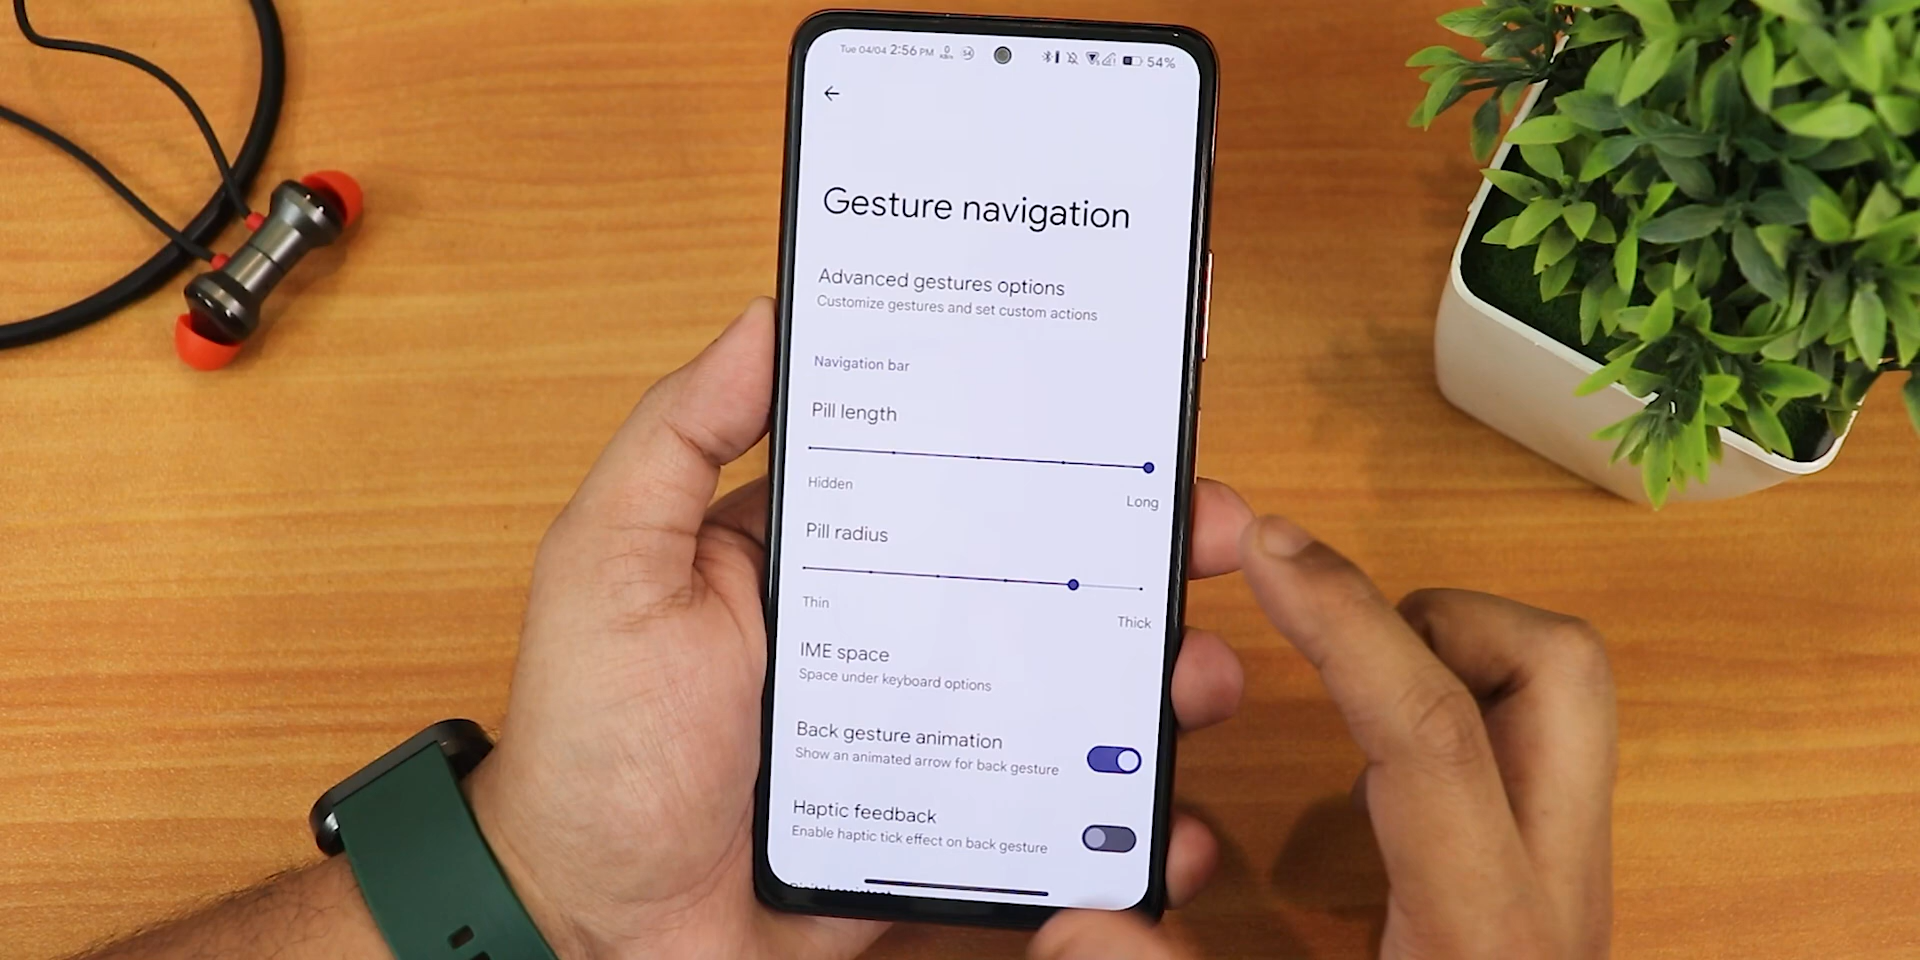 Tue 04/04 2:56 PM 54%
Gesture navigation
Advanced gestures options
Customize gestures and set custom actions
Navigation bar
Pill length
Hidden
Long
Pill radius
Thin
Thick
IME space
Space under keyboard options
Back gesture animation
Show an animated arrow for back gesture
Haptic feedback
Enable haptic tick effect on back gesture